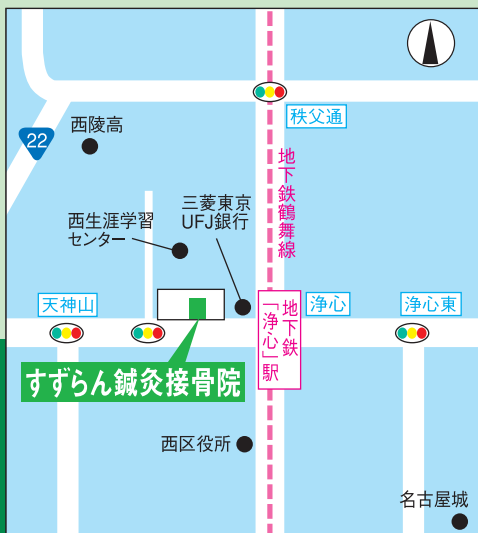 秩父通
22
西陵高
地下鉄鶴舞線
三菱東京
UFJ銀行
西生涯学習
センター
天神山
地下鉄
「浄心」駅
浄心
浄心東
すずらん鍼灸接骨院
西区役所
名古屋城